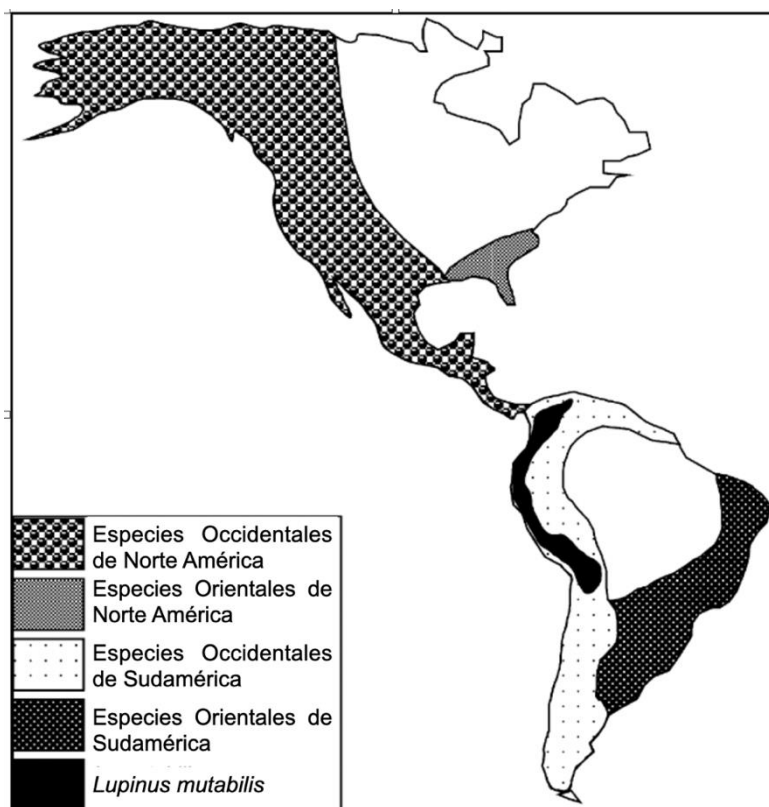 Especies Occidentales
de Norte América
Especies Orientales de
Norte América
Especies Occidentales
de Sudamérica
Especies Orientales de
Sudamérica
Lupinus mutabilis